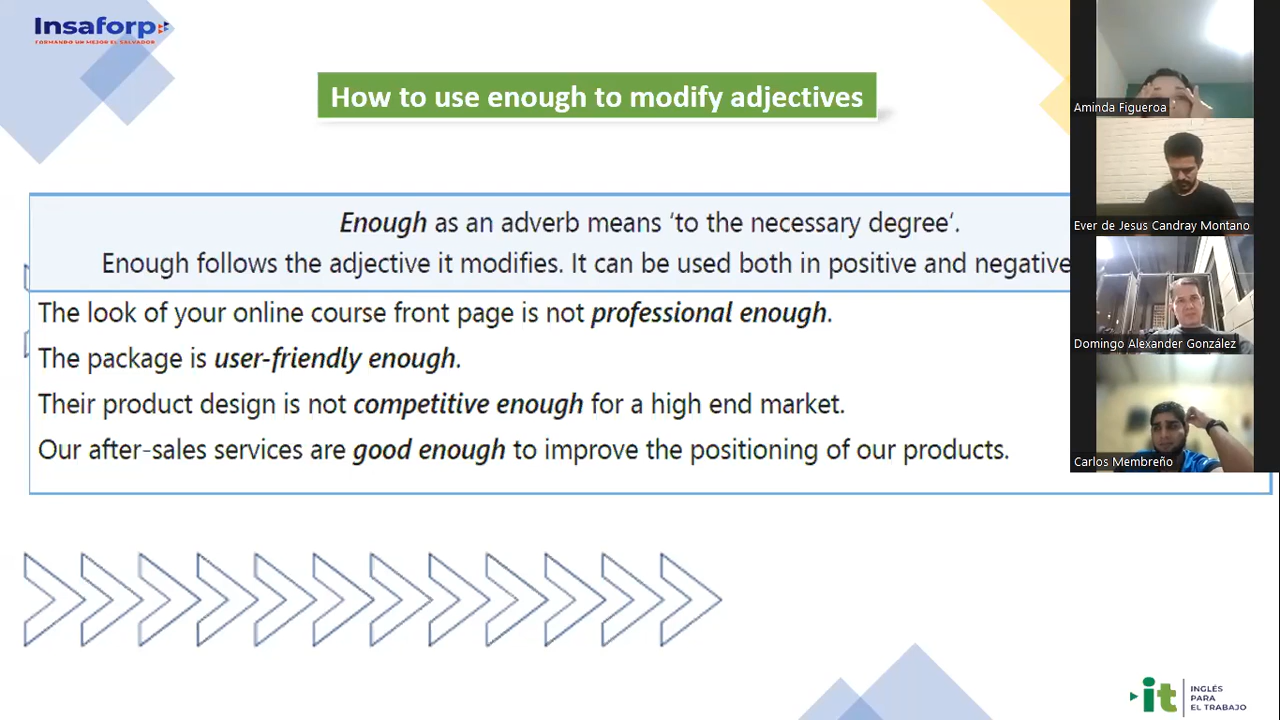 Insaforp
FORMANDO UN MEJOR EL SALVADOR
How to use enough to modify adjectives
Enough as an adverb means ‘to the necessary degree‘.
Enough follows the adjective it modifies. It can be used both in positive and negative
The look of your online course front page is not professional enough.
The package is user-friendly enough.
Their product design is not competitive enough for a high end market.
Our after-sales services are good enough to improve the positioning of our products.
Aminda Figueroa
Ever de Jesus Candray Montano
Domingo Alexander González
Carlos Membreño
it
INGLÉS
PARA
EL TRABAJO